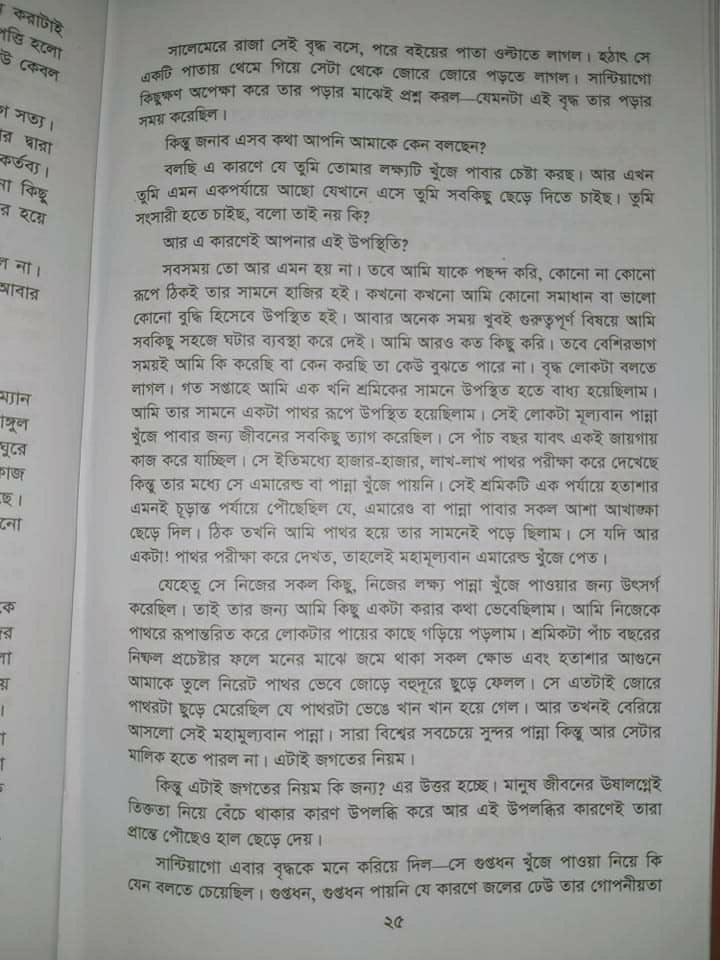 করাটাই
পত্তি হলো
উ কেবল
গ সত্য।
ার দ্বারা
কর্তব্য।
না কিছু
র হয়ে
ল না।
আবার
ম্যান
ঙ্গুল
ঘুরে
কাজ
ছে।
নো
কে
র
লা
য়
।
সালেমের রাজা সেই বৃদ্ধ বসে, পরে বইয়ের পাতা ওল্টাতে লাগল। হঠাৎ সে
একটি পাতায় থেমে গিয়ে সেটা থেকে জোরে জোরে পড়তে লাগল। সান্টিয়াগো
কিছুক্ষণ অপেক্ষা করে তার পড়ার মাঝেই প্রশ্ন করল—যেমনটা এই বৃদ্ধ তার পড়ার
সময় করেছিল।
কিন্তু জনাব এসব কথা আপনি আমাকে কেন বলছেন?
বলছি এ কারণে যে তুমি তোমার লক্ষ্যটি খুঁজে পাবার চেষ্টা করছ। আর এখন
তুমি এমন একপর্যায়ে আছো যেখানে এসে তুমি সবকিছু ছেড়ে দিতে চাইছ। তুমি
সংসারী হতে চাইছ, বলো তাই নয় কি?
আর এ কারণেই আপনার এই উপস্থিতি?
সবসময় তো আর এমন হয় না। তবে আমি যাকে পছন্দ করি, কোনো না কোনো
রূপে ঠিকই তার সামনে হাজির হই। কখনো কখনো আমি কোনো সমাধান বা ভালো
কোনো বুদ্ধি হিসেবে উপস্থিত হই। আবার অনেক সময় খুবই গুরুত্বপূর্ণ বিষয়ে আমি
সবকিছু সহজে ঘটার ব্যবস্থা করে দেই। আমি আরও কত কিছু করি। তবে বেশিরভাগ
সময়ই আমি কি করেছি বা কেন করছি তা কেউ বুঝতে পারে না। বৃদ্ধ লোকটা বলতে
লাগল। গত সপ্তাহে আমি এক খনি শ্রমিকের সামনে উপস্থিত হতে বাধ্য হয়েছিলাম।
আমি তার সামনে একটা পাথর রূপে উপস্থিত হয়েছিলাম। সেই লোকটা মূল্যবান পান্না
খুঁজে পাবার জন্য জীবনের সবকিছু ত্যাগ করেছিল। সে পাঁচ বছর যাবৎ একই জায়গায়
কাজ করে যাচ্ছিল। সে ইতিমধ্যে হাজার-হাজার, লাখ-লাখ পাথর পরীক্ষা করে দেখেছে
কিন্তু তার মধ্যে সে এমারেল্ড বা পান্না খুঁজে পায়নি। সেই শ্রমিকটি এক পর্যায়ে হতাশার
এমনই চূড়ান্ত পর্যায়ে পৌছেছিল যে, এমারেণ্ড বা পান্না পাবার সকল আশা আখাঙ্ক্ষা
ছেড়ে দিল। ঠিক তখনি আমি পাথর হয়ে তার সামনেই পড়ে ছিলাম। সে যদি আর
একটা! পাথর পরীক্ষা করে দেখত, তাহলেই মহামূল্যবান এমারেল্ড খুঁজে পেত।
যেহেতু সে নিজের সকল কিছু, নিজের লক্ষ্য পান্না খুঁজে পাওয়ার জন্য উৎসর্গ
করেছিল। তাই তার জন্য আমি কিছু একটা করার কথা ভেবেছিলাম। আমি নিজেকে
পাথরে রূপান্তরিত করে লোকটার পায়ের কাছে গড়িয়ে পড়লাম। শ্রমিকটা পাঁচ বছরের
নিষ্ফল প্রচেষ্টার ফলে মনের মাঝে জমে থাকা সকল ক্ষোভ এবং হতাশার আগুনে
আমাকে তুলে নিরেট পাথর ভেবে জোড়ে বহুদূরে ছুড়ে ফেলল। সে এতটাই জোরে
পাথরটা ছুড়ে মেরেছিল যে পাথরটা ভেঙে খান খান হয়ে গেল। আর তখনই বেরিয়ে
আসলো সেই মহামূল্যবান পান্না। সারা বিশ্বের সবচেয়ে সুন্দর পান্না কিন্তু আর সেটার
মালিক হতে পারল না। এটাই জগতের নিয়ম।
কিন্তু এটাই জগতের নিয়ম কি জন্য? এর উত্তর হচ্ছে। মানুষ জীবনের ঊষালগ্নেই
তিক্ততা নিয়ে বেঁচে থাকার কারণ উপলব্ধি করে আর এই উপলব্ধির কারণেই তারা
প্রান্তে পৌছেও হাল ছেড়ে দেয়।
সান্টিয়াগো এবার বৃদ্ধকে মনে করিয়ে দিল—সে গুপ্তধন খুঁজে পাওয়া নিয়ে কি
যেন বলতে চেয়েছিল। গুপ্তধন, গুপ্তধন পায়নি যে কারণে জলের ঢেউ তার গোপনীয়তা
২৫